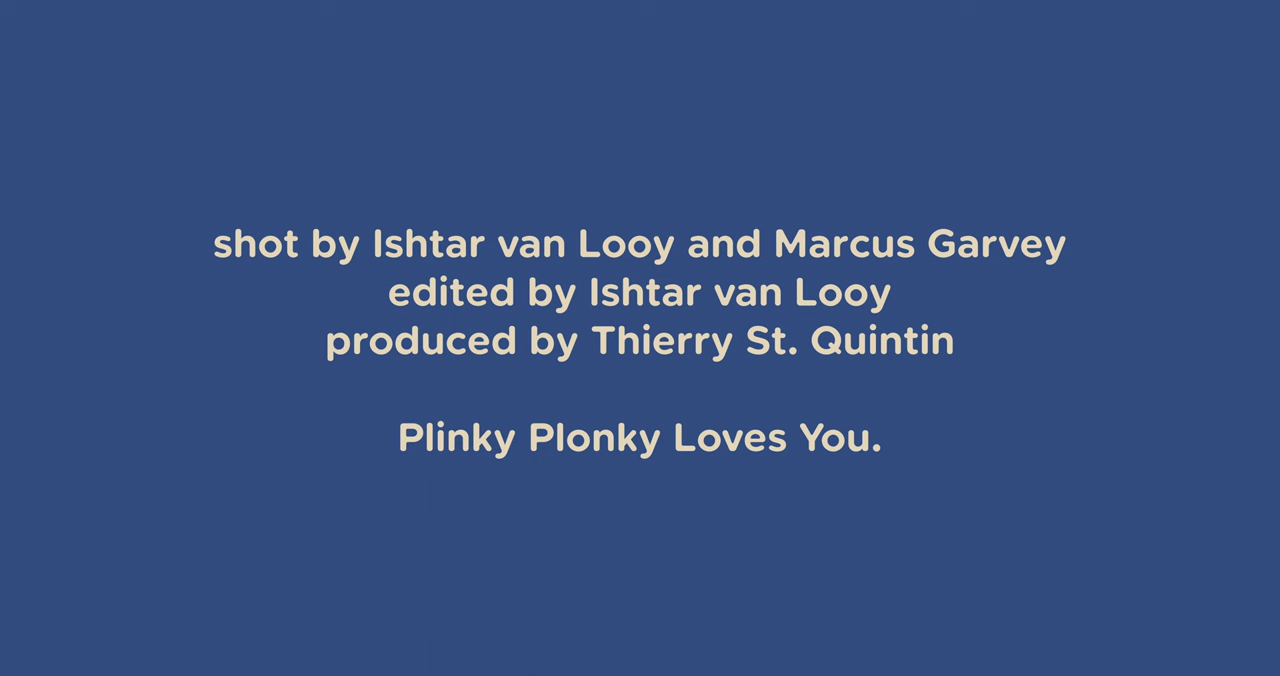 shot by Ishtar van Looy and Marcus Garvey
edited by Ishtar van Looy
produced by Thierry St. Quintin
Plinky Plonky Loves You.